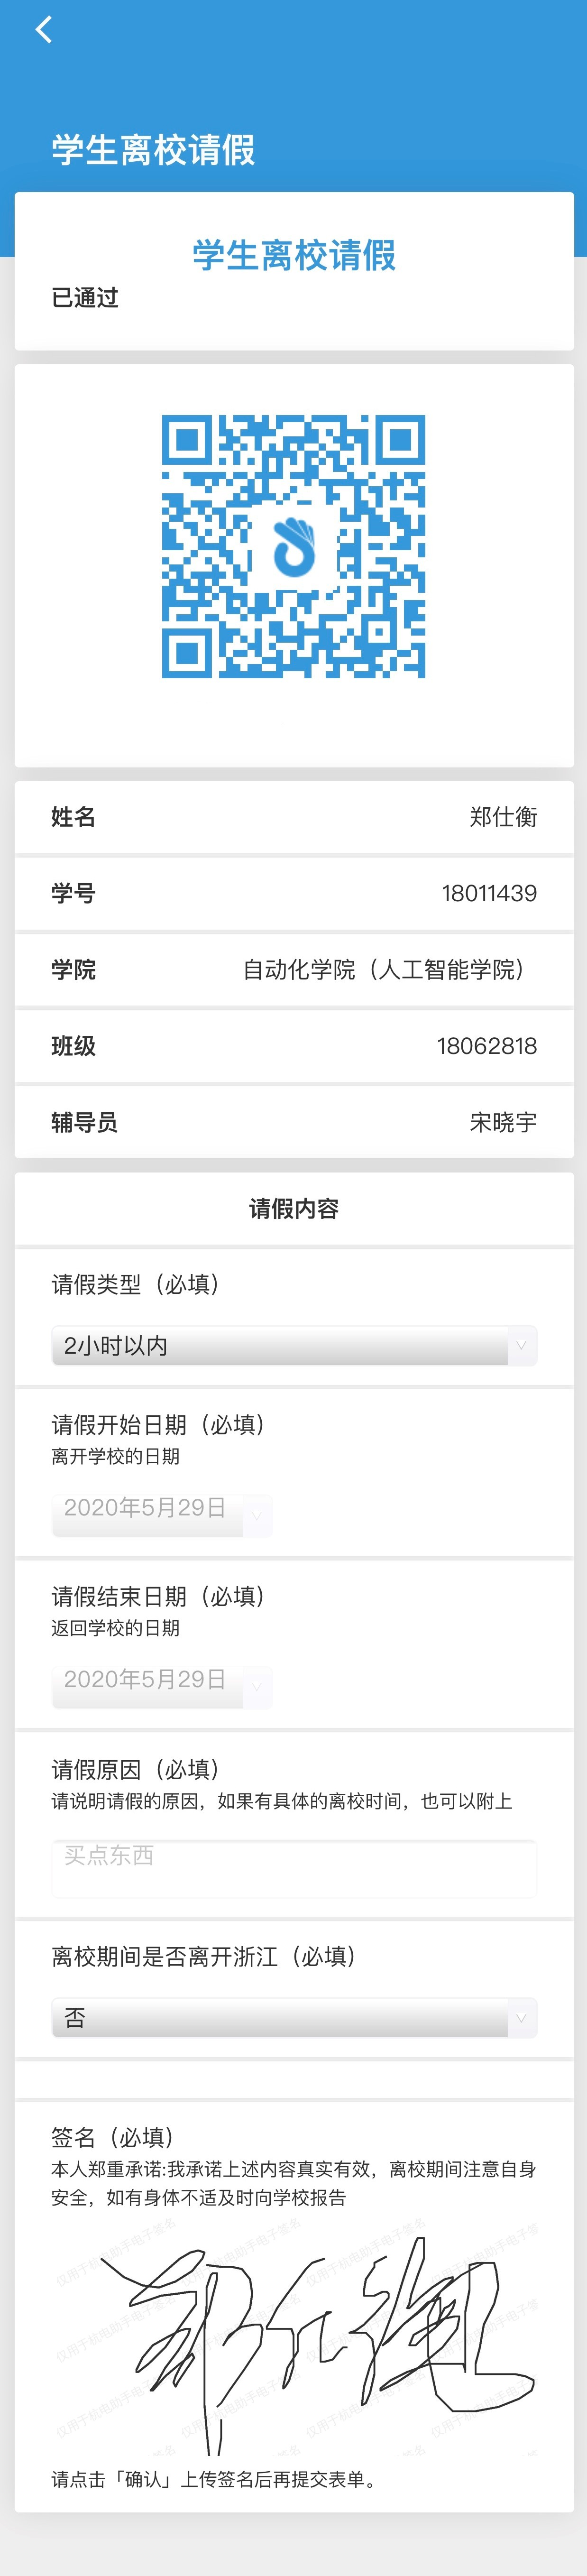 学生离校请假
学生离校请假
已通过
姓名 郑仕衡
学号 18011439
学院 自动化学院（人工智能学院）
班级 18062818
辅导员 宋晓宇
请假内容
请假类型（必填）
2小时以内
请假开始日期（必填）
离开学校的日期
2020年5月29日
请假结束日期（必填）
返回学校的日期
2020年5月29日
请假原因（必填）
请说明请假的原因，如果有具体的离校时间，也可以附上
买点东西
离校期间是否离开浙江（必填）
否
签名（必填）
本人郑重承诺:我承诺上述内容真实有效，离校期间注意自身
安全，如有身体不适及时向学校报告
仅用于杭电助手电子签名
郑仕衡
请点击「确认」上传签名后再提交表单。